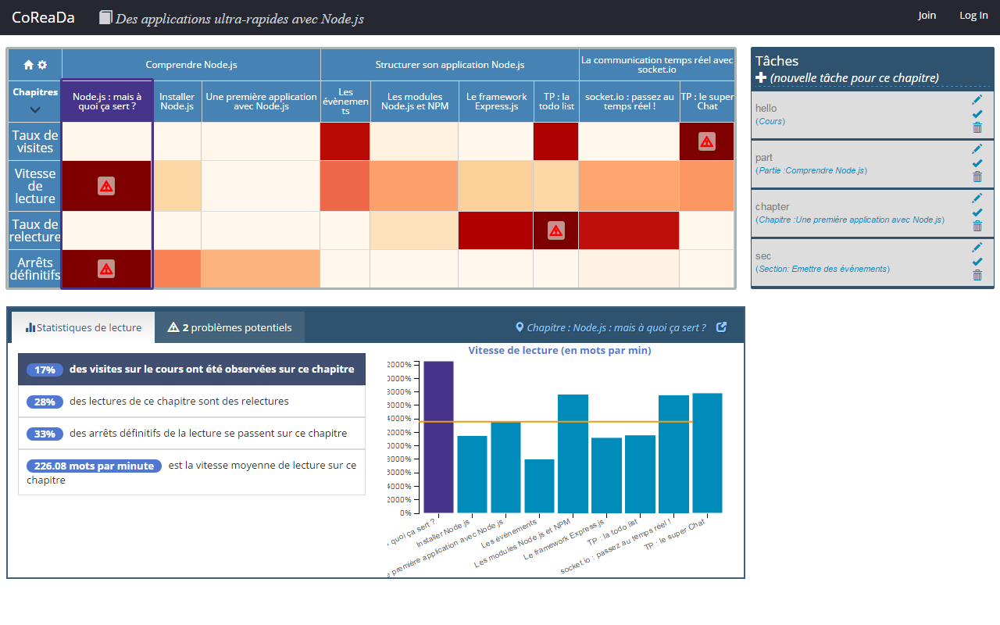 CoReaDa
Des applications ultra-rapides avec Node.js
Join
Log In
Comprendre Node.js
Structurer son application Node.js
La communication temps réel avec
socket.io
Chapitres
Node.js : mais à
quoi ça sert ?
Installer
Node.js
Une première application
avec Node.js
Les
évènemen
ts
Les modules
Node.js et NPM
Le framework
Express.js
TP : la
todo list
socket.io : passez au
temps réel !
TP : le super
Chat
Taux de
visites
Vitesse
de
lecture
Taux de
relecture
Arrêts
définitifs
Tâches
(nouvelle tâche pour ce chapitre)
hello
(Cours)
part
(Partie :Comprendre Node.js)
chapter
(Chapitre :Une première application avec Node.js)
sec
(Section: Emettre des événements)
Statistiques de lecture
2 problèmes potentiels
Chapitre : Node.js : mais à quoi ça sert ?
17% des visites sur le cours ont été observées sur ce chapitre
28% des lectures de ce chapitre sont des relectures
33% des arrêts définitifs de la lecture se passent sur ce chapitre
226.08 mots par minute est la vitesse moyenne de lecture sur ce
chapitre
Vitesse de lecture (en mots par min)
2000%
0000%
8000%
6000%
4000%
2000%
0000%
8000%
6000%
4000%
2000%
0%
quoi ça sert ?
Installer Node.js
première application avec Node.js
Les évènements
Les modules Node.js et NPM
Le framework Express.js
TP : la todo list
socket.io : passez au temps réel !
TP : le super Chat